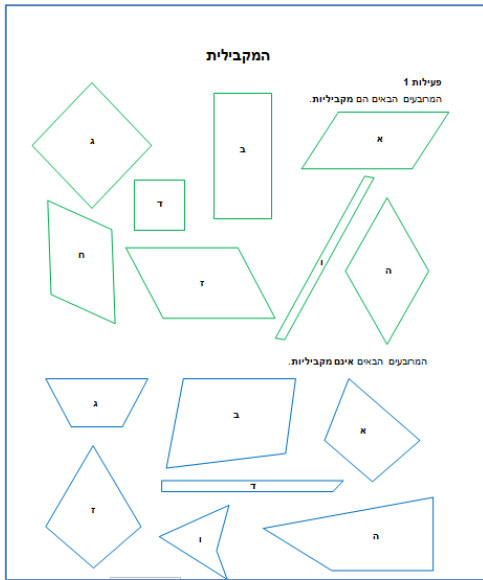 המקבילית
פעילות 1
המרובעים הבאים הם מקביליות.
א
ב
ג
ד
ה
ו
ז
ח
המרובעים הבאים אינם מקביליות.
א
ב
ג
ד
ה
ו
ז